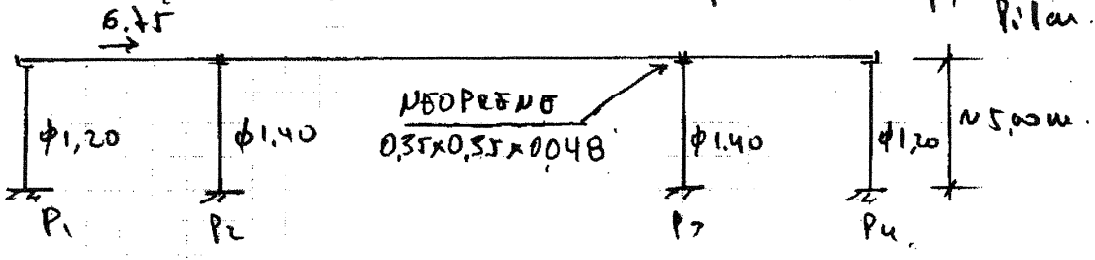 Pilar.
6.75
NEOPRENE
0,35x0,35x0,048
φ1,20
φ1.40
φ1.40
φ1,20
~5,00m.
P1
P2
P3
P4